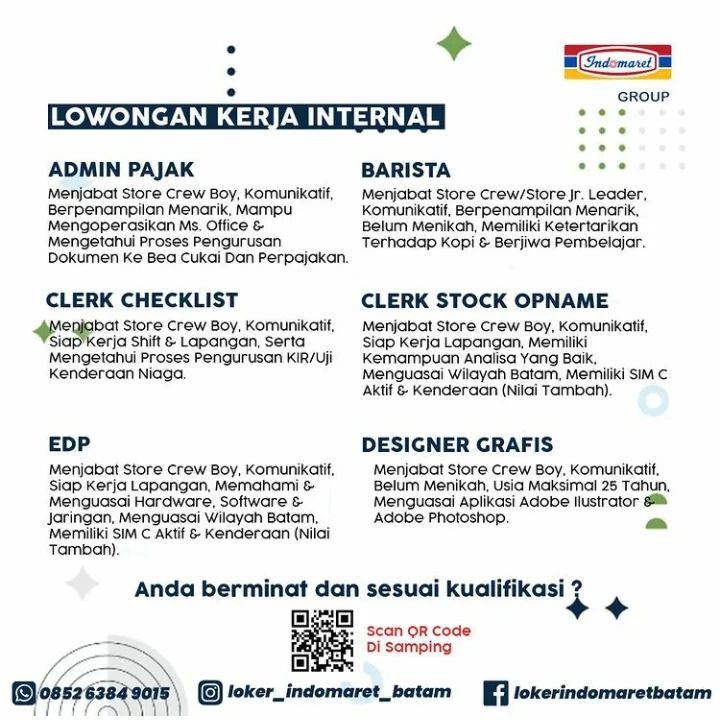 Indomaret
GROUP
LOWONGAN KERJA INTERNAL
ADMIN PAJAK
Menjabat Store Crew Boy, Komunikatif,
Berpenampilan Menarik, Mampu
Mengoperasikan Ms. Office &
Mengetahui Proses Pengurusan
Dokumen Ke Bea Cukai Dan Perpajakan.
BARISTA
Menjabat Store Crew/Store Jr. Leader,
Komunikatif, Berpenampilan Menarik,
Belum Menikah, Memiliki Ketertarikan
Terhadap Kopi & Berjiwa Pembelajar.
CLERK CHECKLIST
Menjabat Store Crew Boy, Komunikatif,
Siap Kerja Shift & Lapangan, Serta
Mengetahui Proses Pengurusan KIR/Uji
Kenderaan Niaga.
CLERK STOCK OPNAME
Menjabat Store Crew Boy, Komunikatif,
Siap Kerja Lapangan, Memiliki
Kemampuan Analisa Yang Baik,
Menguasai Wilayah Batam, Memiliki SIM C
Aktif & Kenderaan (Nilai Tambah).
EDP
Menjabat Store Crew Boy, Komunikatif,
Siap Kerja Lapangan, Memahami &
Menguasai Hardware, Software &
Jaringan, Menguasai Wilayah Batam,
Memiliki SIM C Aktif & Kenderaan (Nilai
Tambah).
DESIGNER GRAFIS
Menjabat Store Crew Boy, Komunikatif,
Belum Menikah, Usia Maksimal 25 Tahun,
Menguasai Aplikasi Adobe Ilustrator &
Adobe Photoshop.
Anda berminat dan sesuai kualifikasi ?
Scan QR Code
Di Samping
0852 6384 9015
loker_indomaret_batam
lokerindomaretbatam